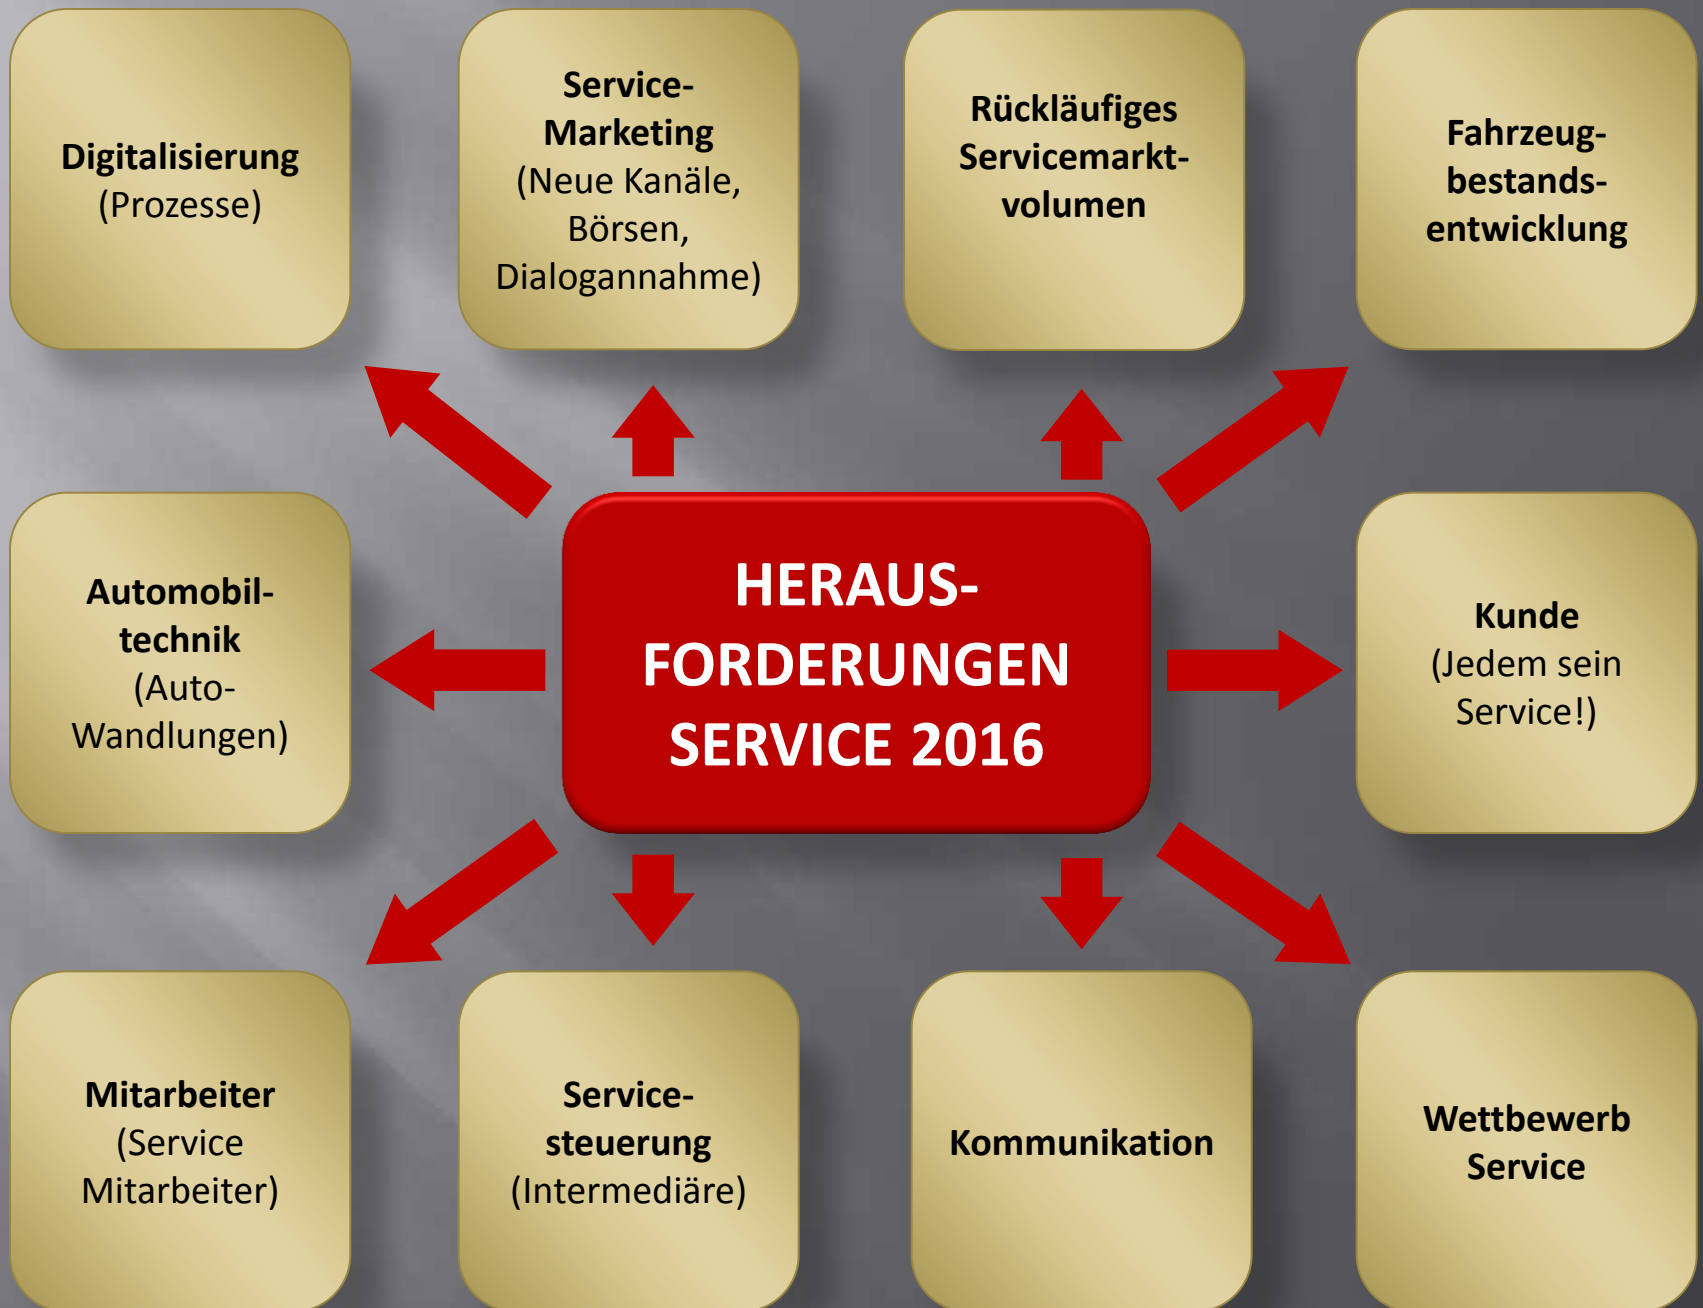 Digitalisierung
(Prozesse)
Service-
Marketing
(Neue Kanäle,
Börsen,
Dialogannahme)
Rückläufiges
Servicemarkt-
volumen
Fahrzeug-
bestands-
entwicklung
Automobil-
technik
(Auto-
Wandlungen)
HERAUS-
FORDERUNGEN
SERVICE 2016
Kunde
(Jedem sein
Service!)
Mitarbeiter
(Service
Mitarbeiter)
Service-
steuerung
(Intermediäre)
Kommunikation
Wettbewerb
Service